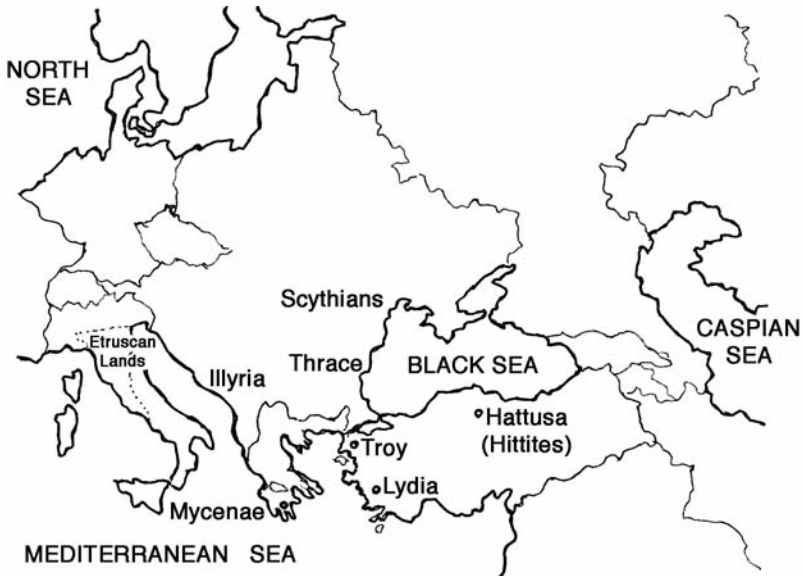 NORTH
SEA
Scythians
CASPIAN
SEA
Etruscan
Lands
Thrace
BLACK SEA
Illyria
Hattusa
(Hittites)
Troy
Lydia
Mycenae
MEDITERRANEAN SEA